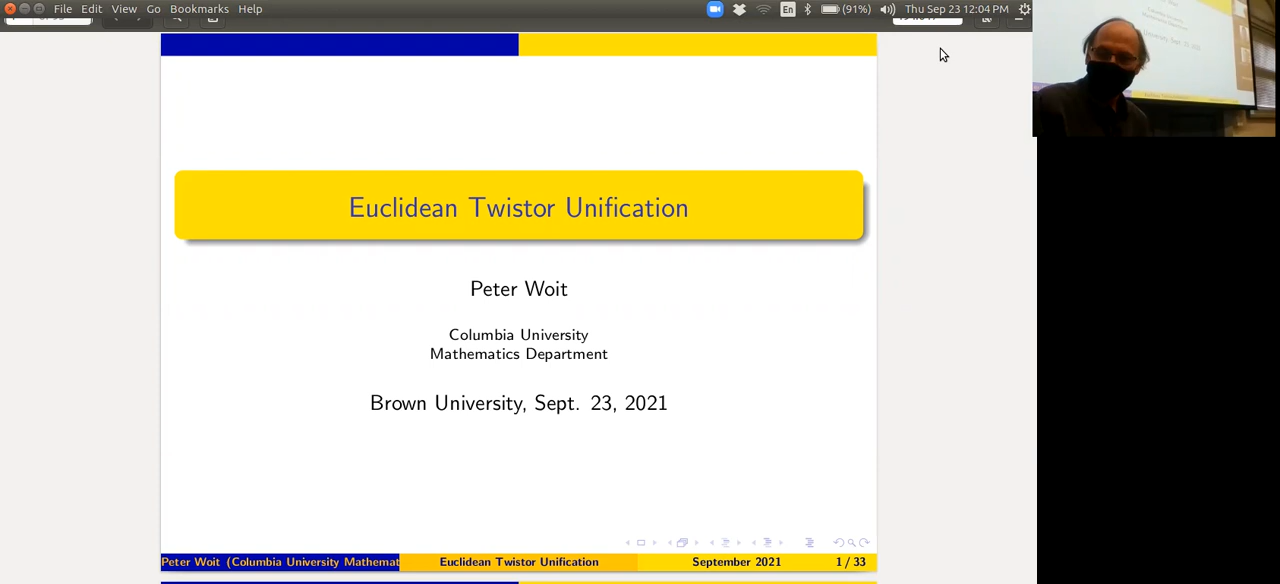 File Edit View Go Bookmarks Help
En
(91%)
Thu Sep 23 12:04 PM
Euclidean Twistor Unification
Peter Woit
Columbia University
Mathematics Department
Brown University, Sept. 23, 2021
Peter Woit (Columbia University Mathemat
Euclidean Twistor Unification
September 2021
1 / 33